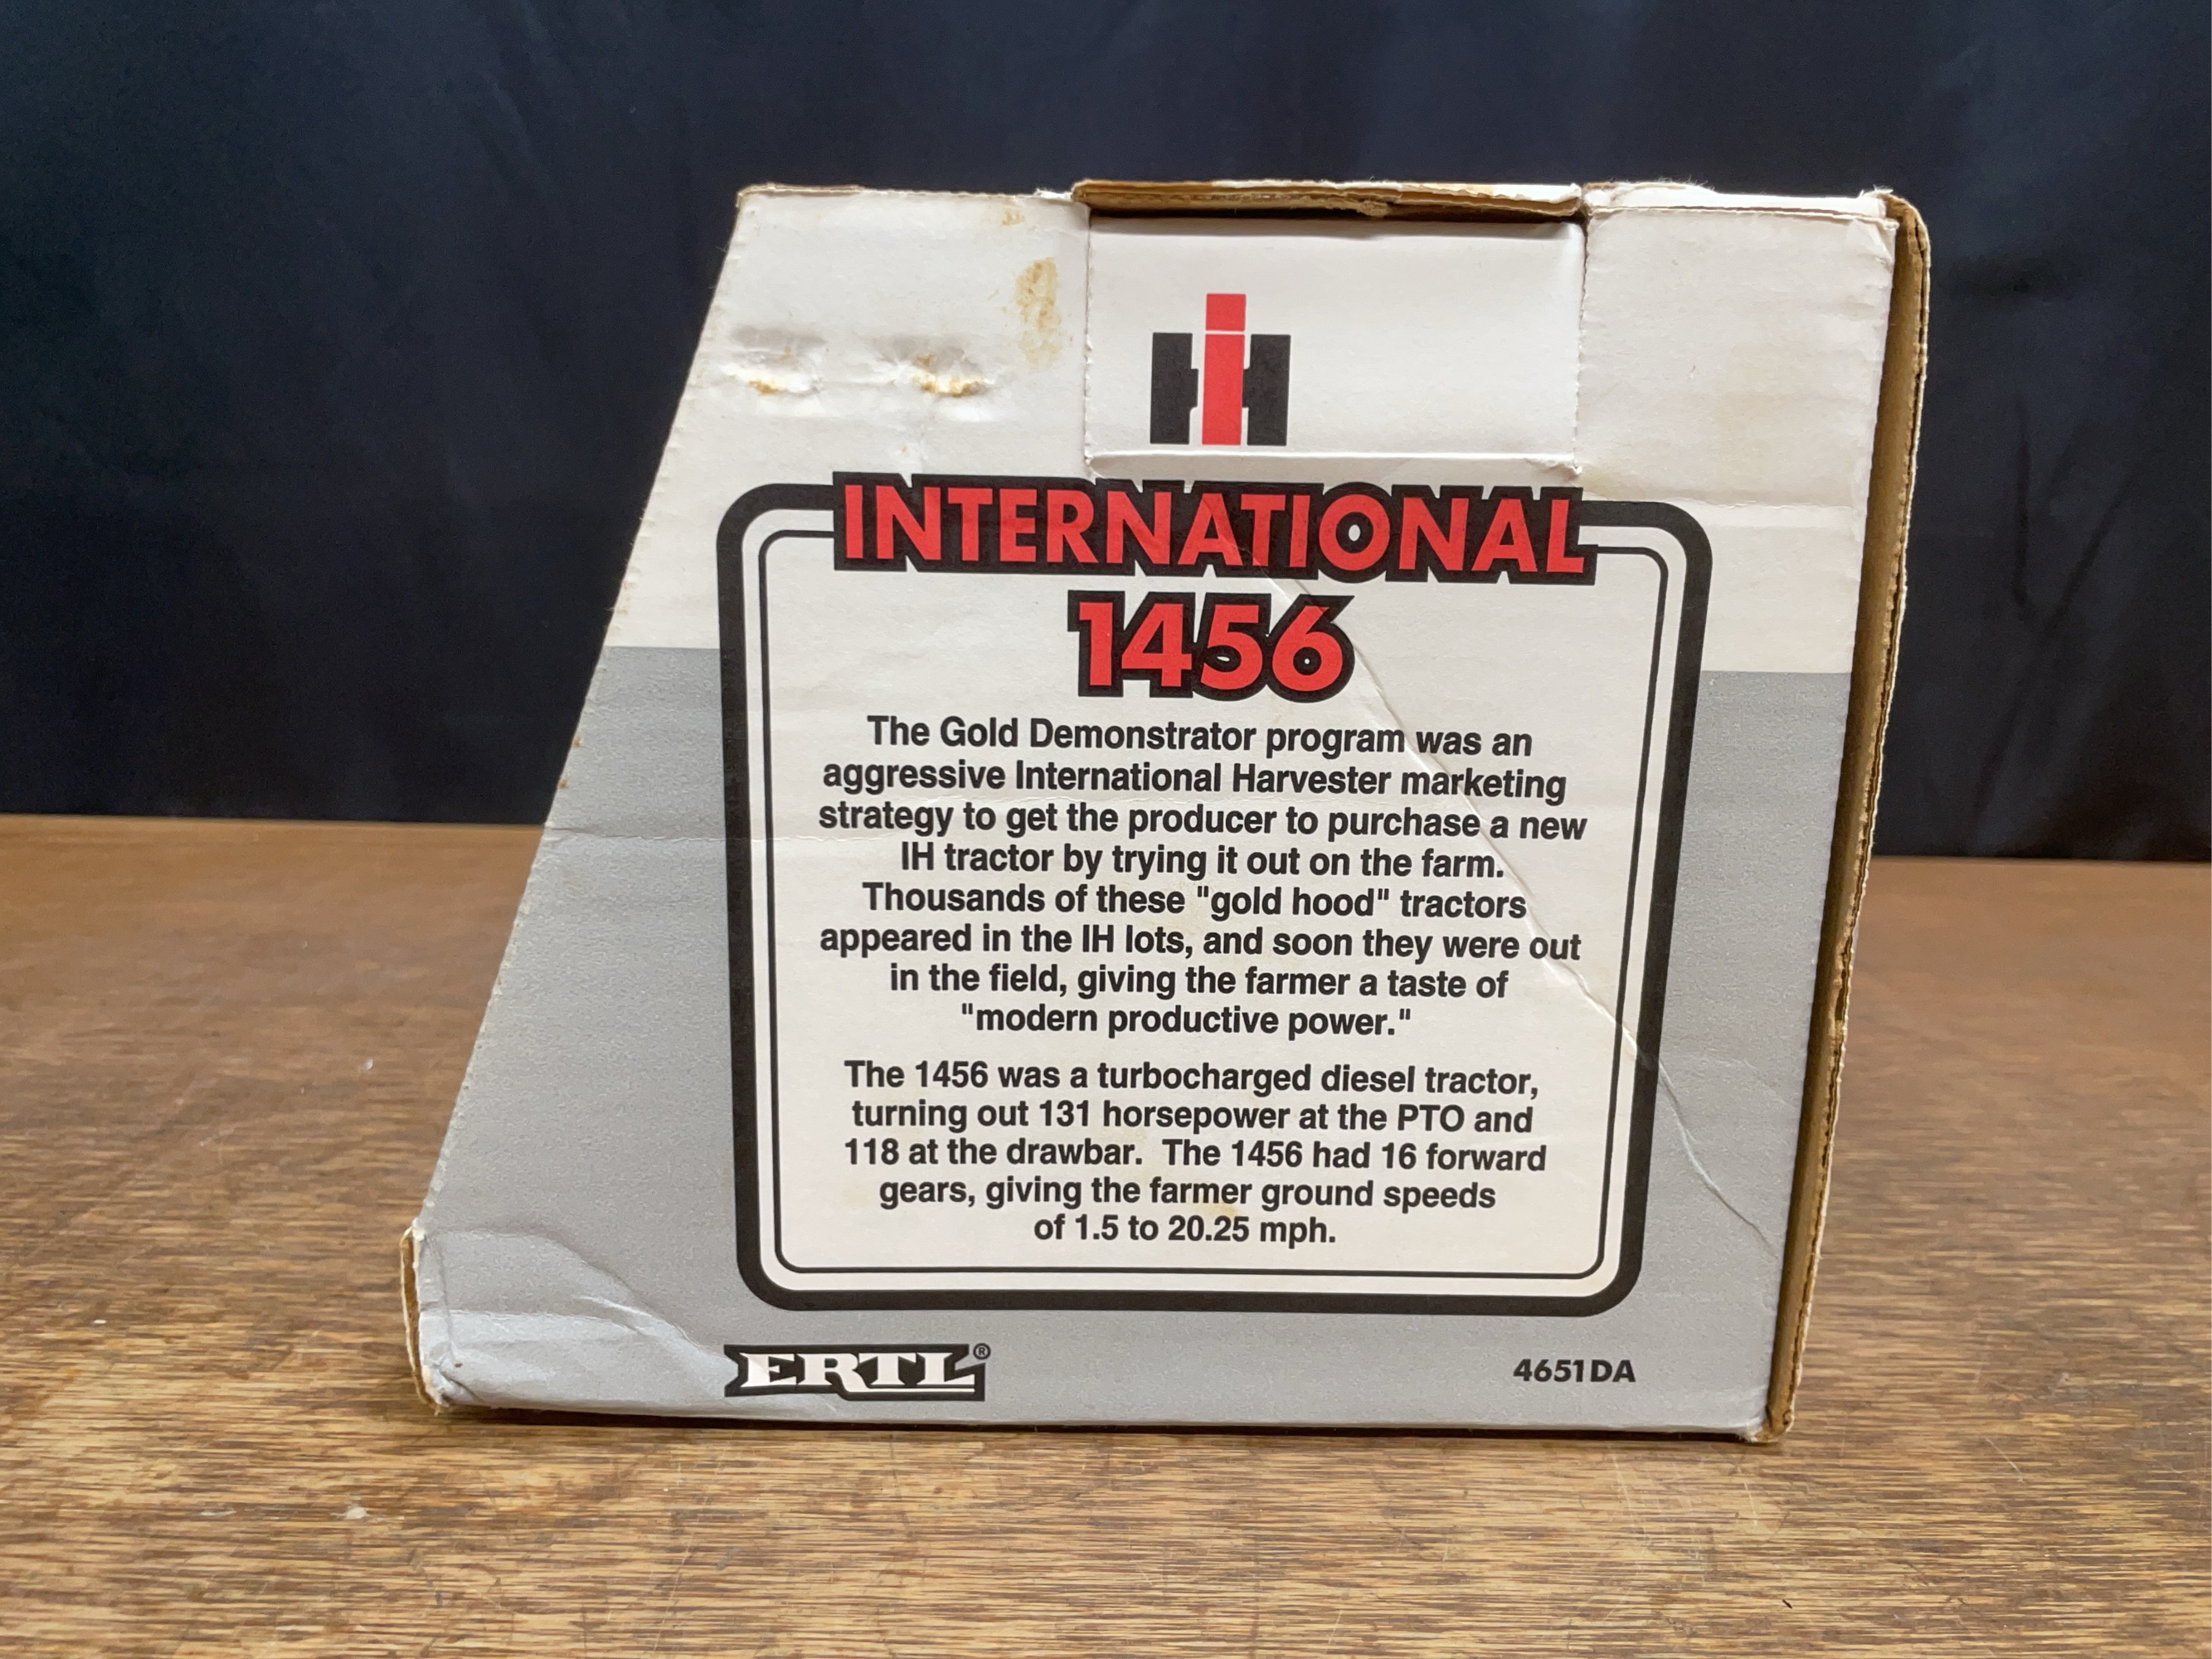 IH
INTERNATIONAL
1456
The Gold Demonstrator program was an
aggressive International Harvester marketing
strategy to get the producer to purchase a new
IH tractor by trying it out on the farm.
Thousands of these "gold hood" tractors
appeared in the IH lots, and soon they were out
in the field, giving the farmer a taste of
"modern productive power."
The 1456 was a turbocharged diesel tractor,
turning out 131 horsepower at the PTO and
118 at the drawbar. The 1456 had 16 forward
gears, giving the farmer ground speeds
of 1.5 to 20.25 mph.
ERTL®
4651DA